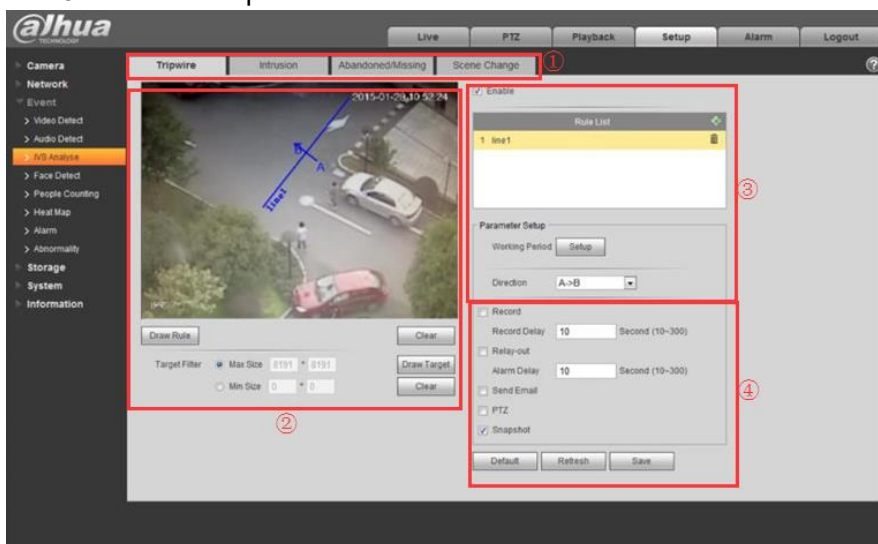 alhua
TECHNOLOGY
Live PTZ Playback Setup Alarm Logout
Camera
Network
Event
Video Detect
Audio Detect
IVS Analyse
Face Detect
People Counting
Heat Map
Alarm
Abnormality
Storage
System
Information
Tripwire Intrusion Abandoned/Missing Scene Change ①
2015-01-29 10:52:24
B
A
line1
IPC
Draw Rule Clear
Target Filter Max Size 8191 * 8191 Draw Target
Min Size 0 * 0 Clear
②
Enable
Rule List
1 line1
③
Parameter Setup
Working Period Setup
Direction A->B
Record
Record Delay 10 Second (10~300)
Relay-out
Alarm Delay 10 Second (10~300)
④
Send Email
PTZ
Snapshot
Default Refresh Save